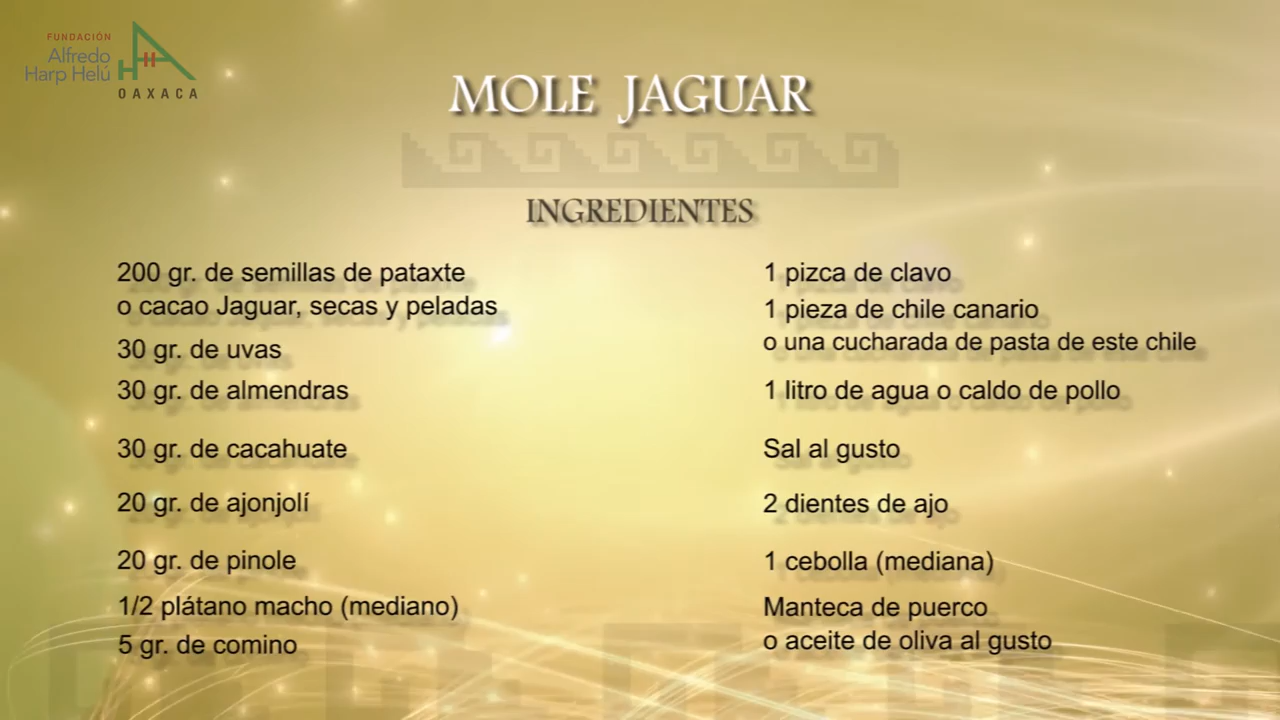 FUNDACIÓN
Alfredo
Harp Helú
OAXACA
MOLE JAGUAR
INGREDIENTES
200 gr. de semillas de pataxte
o cacao Jaguar, secas y peladas
30 gr. de uvas
30 gr. de almendras
30 gr. de cacahuate
20 gr. de ajonjolí
20 gr. de pinole
1/2 plátano macho (mediano)
5 gr. de comino
1 pizca de clavo
1 pieza de chile canario
o una cucharada de pasta de este chile
1 litro de agua o caldo de pollo
Sal al gusto
2 dientes de ajo
1 cebolla (mediana)
Manteca de puerco
o aceite de oliva al gusto